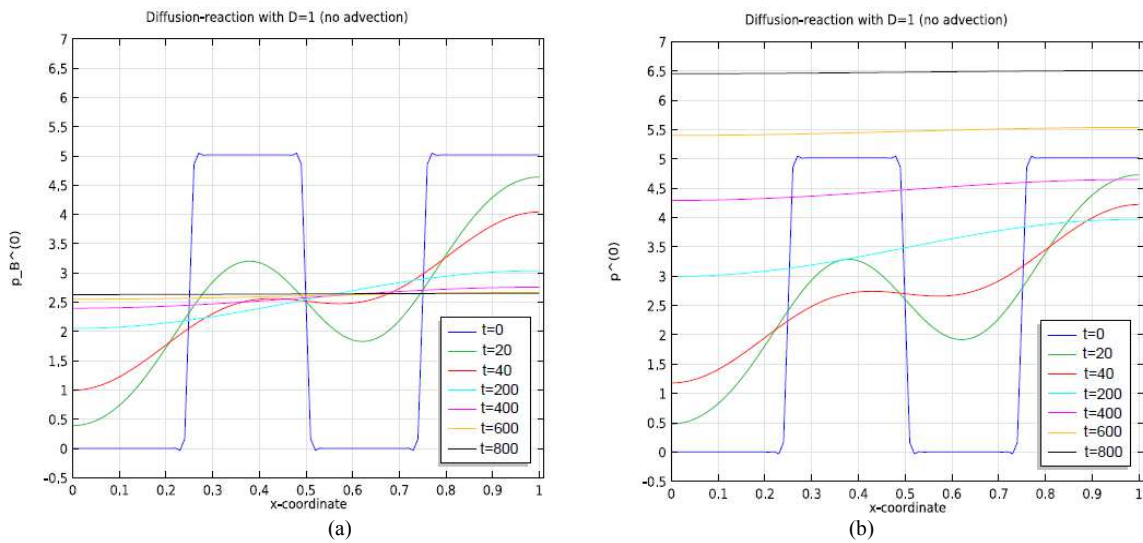 Diffusion-reaction with D=1 (no advection)
7
6.5
6
5.5
5
4.5
4
3.5
3
2.5
2
1.5
1
0.5
0
-0.5
p_B^(0)
t=0
t=20
t=40
t=200
t=400
t=600
t=800
0 0.1 0.2 0.3 0.4 0.5 0.6 0.7 0.8 0.9 1
x-coordinate
(a)
Diffusion-reaction with D=1 (no advection)
7
6.5
6
5.5
5
4.5
4
3.5
3
2.5
2
1.5
1
0.5
0
-0.5
p^(0)
t=0
t=20
t=40
t=200
t=400
t=600
t=800
0 0.1 0.2 0.3 0.4 0.5 0.6 0.7 0.8 0.9 1
x-coordinate
(b)